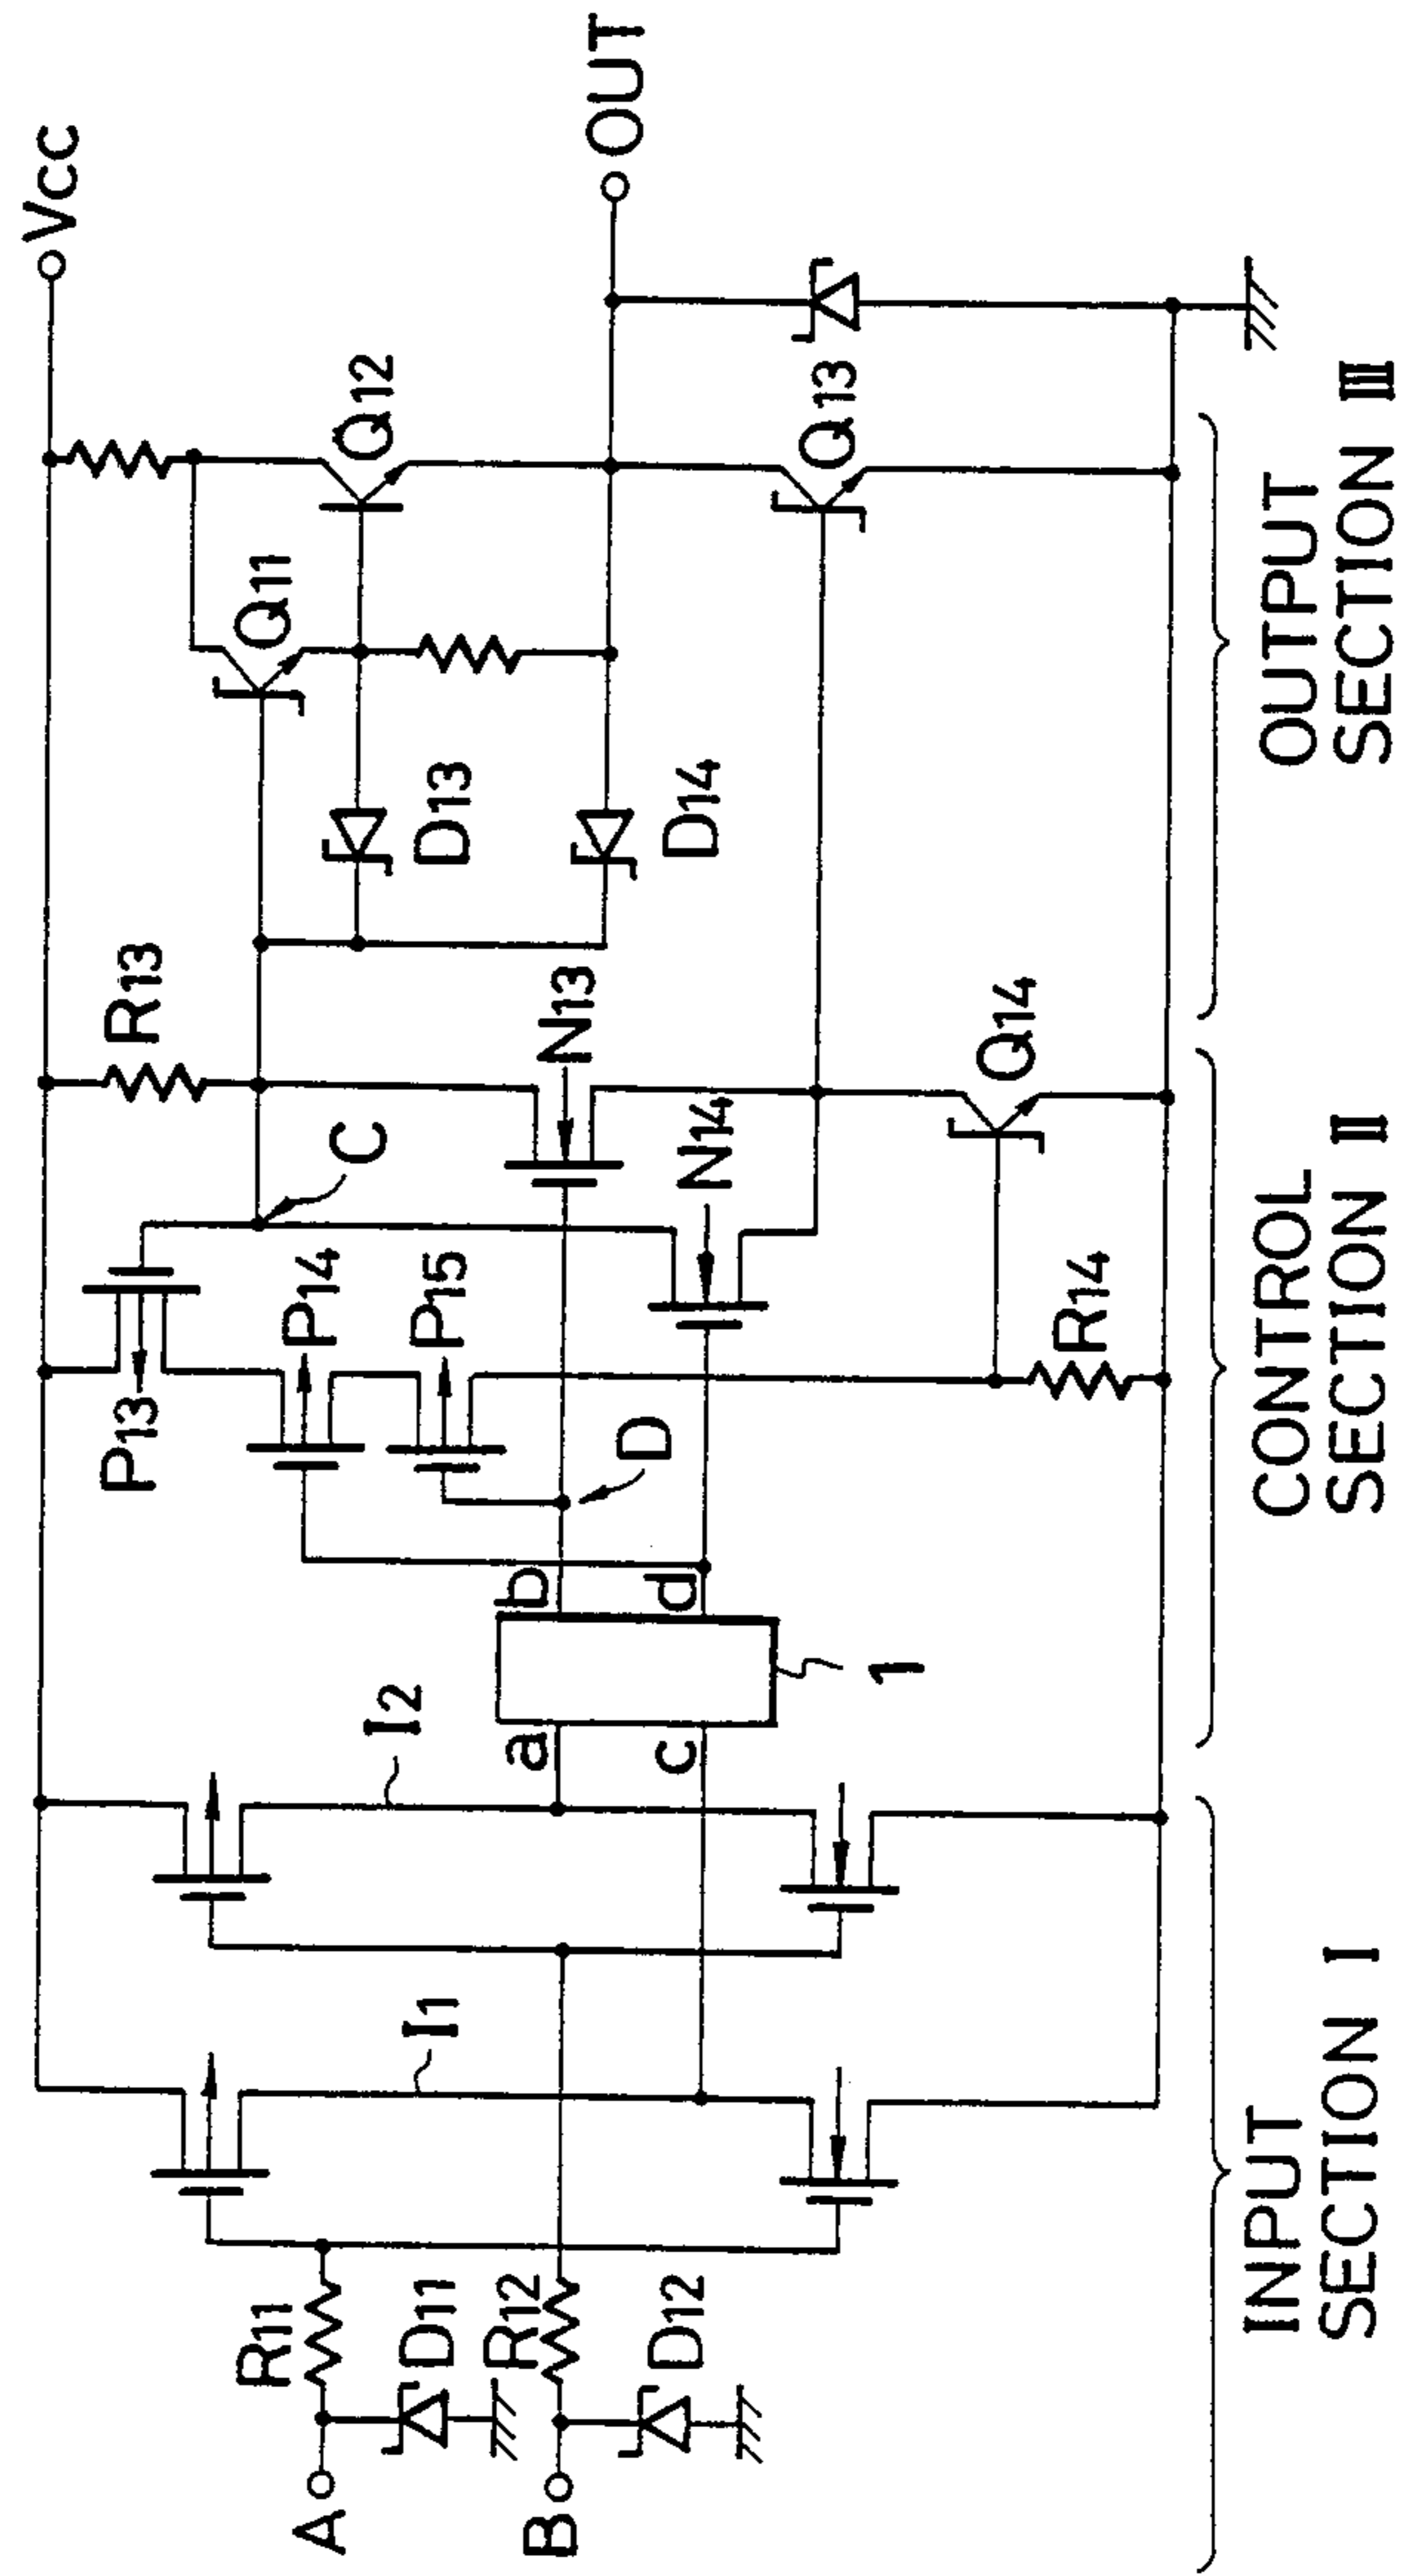 Vcc
OUT
Q12
Q11
Q13
D13
D14
R13
N13
Q14
C
N14
P14
P15
P13
R14
D
b
d
a
c
1
I2
I1
R11
D11
R12
D12
A
B
INPUT
SECTION I
CONTROL
SECTION II
OUTPUT
SECTION III